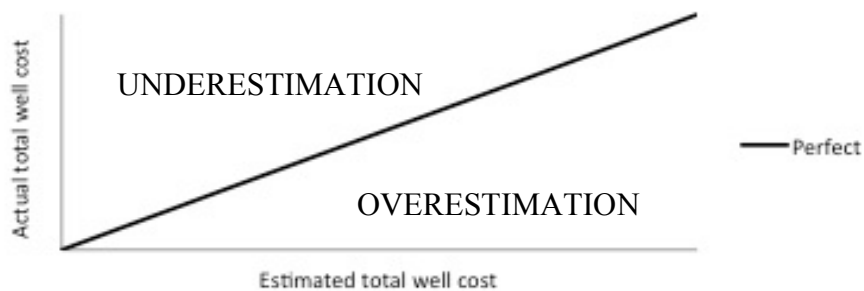 Actual total well cost
UNDERESTIMATION
Perfect
OVERESTIMATION
Estimated total well cost